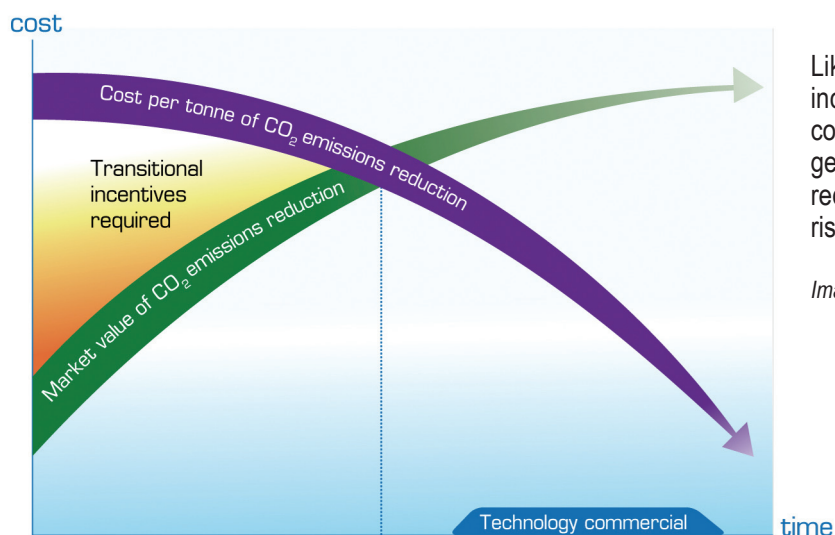 cost
Cost per tonne of CO₂ emissions reduction
Transitional
incentives
required
Market value of CO₂ emissions reduction
Technology commercial
time